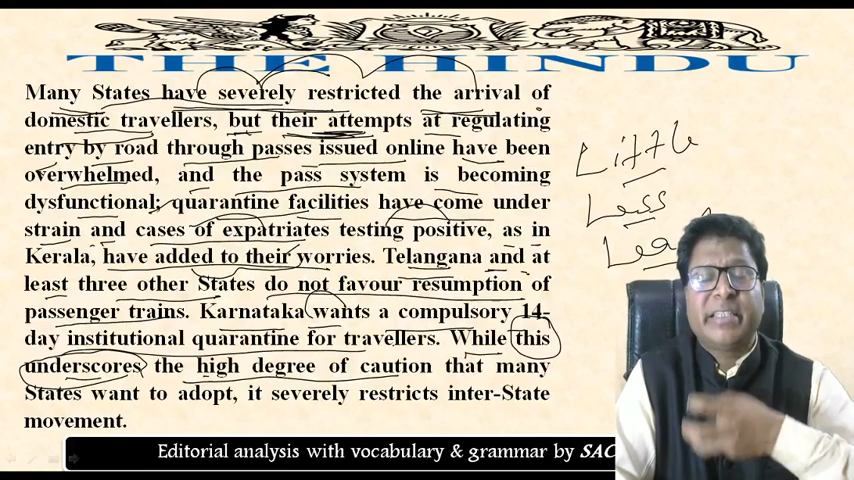 THE HINDU
Many States have severely restricted the arrival of
domestic travellers, but their attempts at regulating
entry by road through passes issued online have been
overwhelmed, and the pass system is becoming
dysfunctional; quarantine facilities have come under
strain and cases of expatriates testing positive, as in
Kerala, have added to their worries. Telangana and at
least three other States do not favour resumption of
passenger trains. Karnataka wants a compulsory 14-
day institutional quarantine for travellers. While this
underscores the high degree of caution that many
States want to adopt, it severely restricts inter-State
movement.
Little
Less
Editorial analysis with vocabulary & grammar by SAC